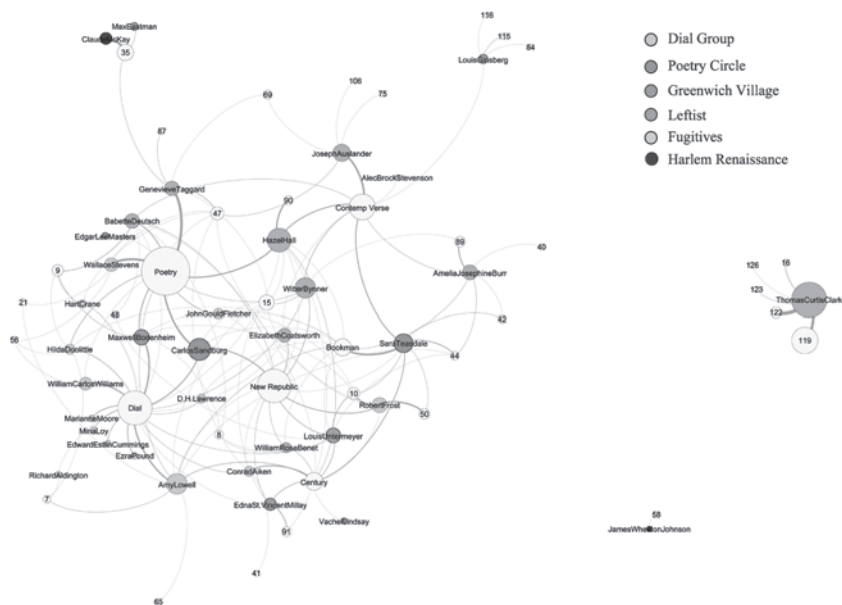 MaxEastman
ClaudeMcKay
35
116
115
84
LouisGinsberg
Dial Group
Poetry Circle
Greenwich Village
Leftist
Fugitives
Harlem Renaissance
69
106
75
87
JosephAuslander
AlecBrockStevenson
GenevieveTaggard
47
90
Contemp Verse
BabetteDeutsch
EdgarLeeMasters
HazelHall
89
40
WallaceStevens
Poetry
9
AmeliaJosephineBurr
126
16
123
ThomasCurtisClark
122
119
WitterBynner
21
HartCrane
48
15
JohnGouldFletcher
42
56
MaxwellBodenheim
ElizabethCoatsworth
Bookman
SaraTeasdale
HildaDoolittle
CarlosSandburg
44
WilliamCarlosWilliams
New Republic
D.H.Lawrence
10
RobertFrost
50
Dial
MarianneMoore
MinaLoy
8
LouisUntermeyer
EdwardEstlinCummings
EzraPound
WilliamRoseBenet
RichardAldington
ConradAiken
AmyLowell
Century
7
EdnaSt.VincentMillay
VachelLindsay
91
41
65
58
JamesWheldonJohnson